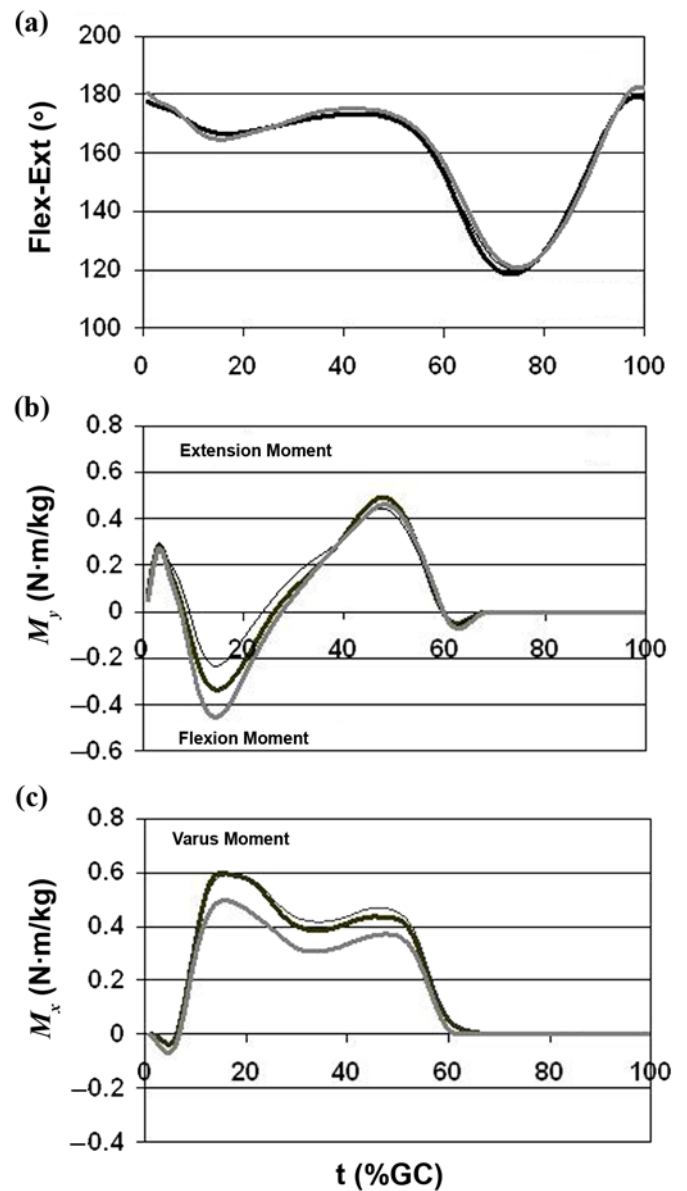 (a)
200
180
160
140
120
100
Flex-Ext (°)
0 20 40 60 80 100
(b)
0.8
0.6
0.4
0.2
0
−0.2
−0.4
−0.6
M_y (N·m/kg)
Extension Moment
0 20 40 60 80 100
Flexion Moment
(c)
0.8
0.6
0.4
0.2
0
−0.2
−0.4
M_x (N·m/kg)
Varus Moment
0 20 40 60 80 100
t (%GC)